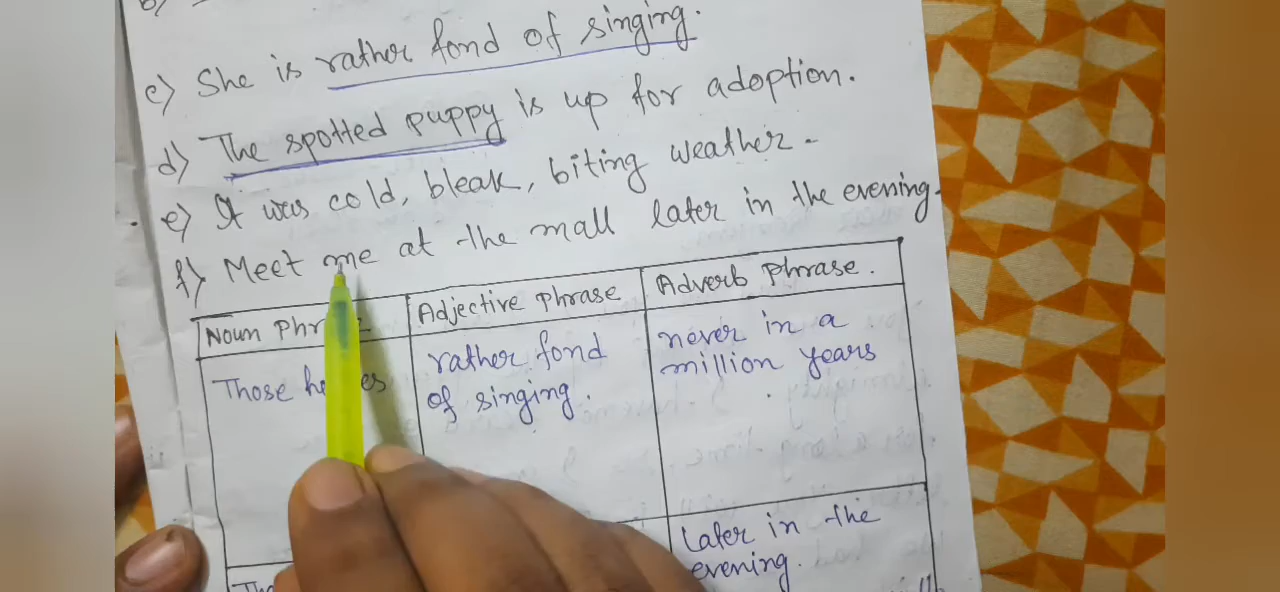 c) She is rather fond of singing.
d) The spotted puppy is up for adoption.
e) It was cold, bleak, biting weather.
f) Meet me at the mall later in the evening.
Noun Adjective Phrase Adverb Phrase.
Those rather fond never in a
of singing. million years
Later in the
evening.